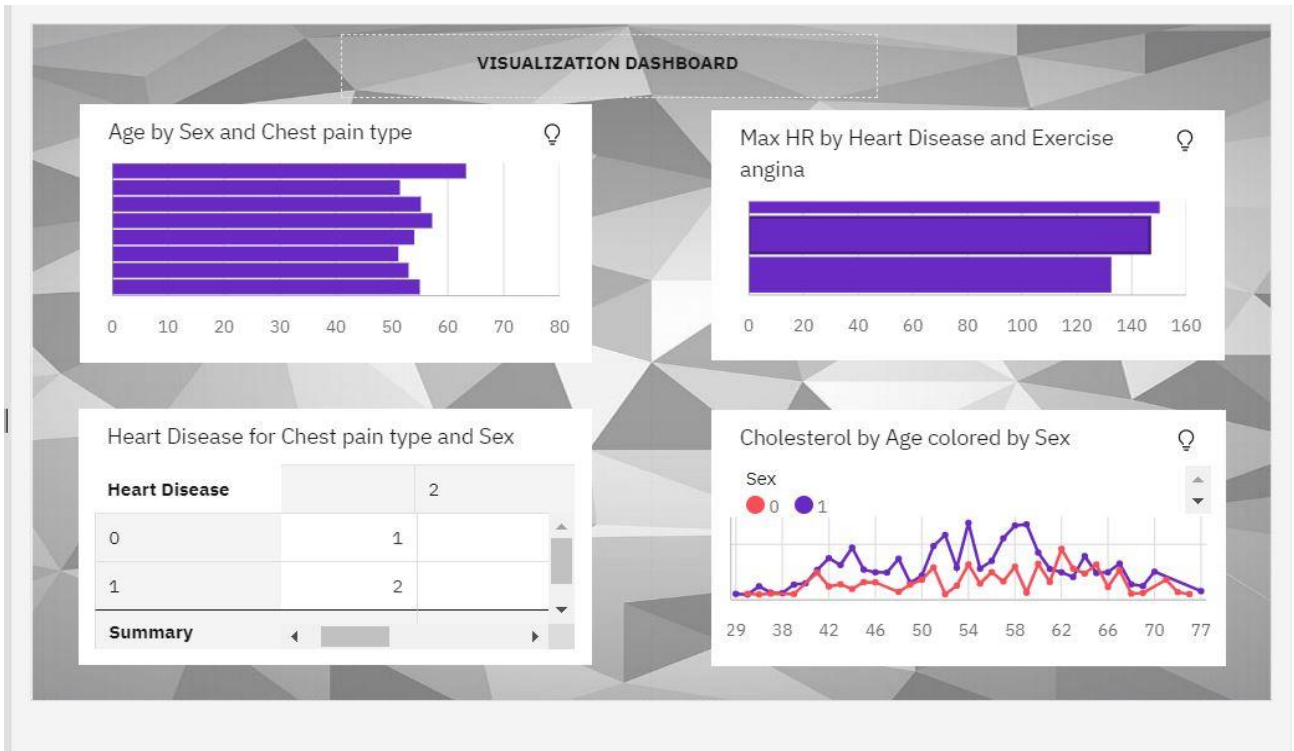 VISUALIZATION DASHBOARD
Age by Sex and Chest pain type
0 10 20 30 40 50 60 70 80
Max HR by Heart Disease and Exercise
angina
0 20 40 60 80 100 120 140 160
Heart Disease for Chest pain type and Sex
Heart Disease 2
0 1
1 2
Summary
Cholesterol by Age colored by Sex
Sex
0 1
29 38 42 46 50 54 58 62 66 70 77